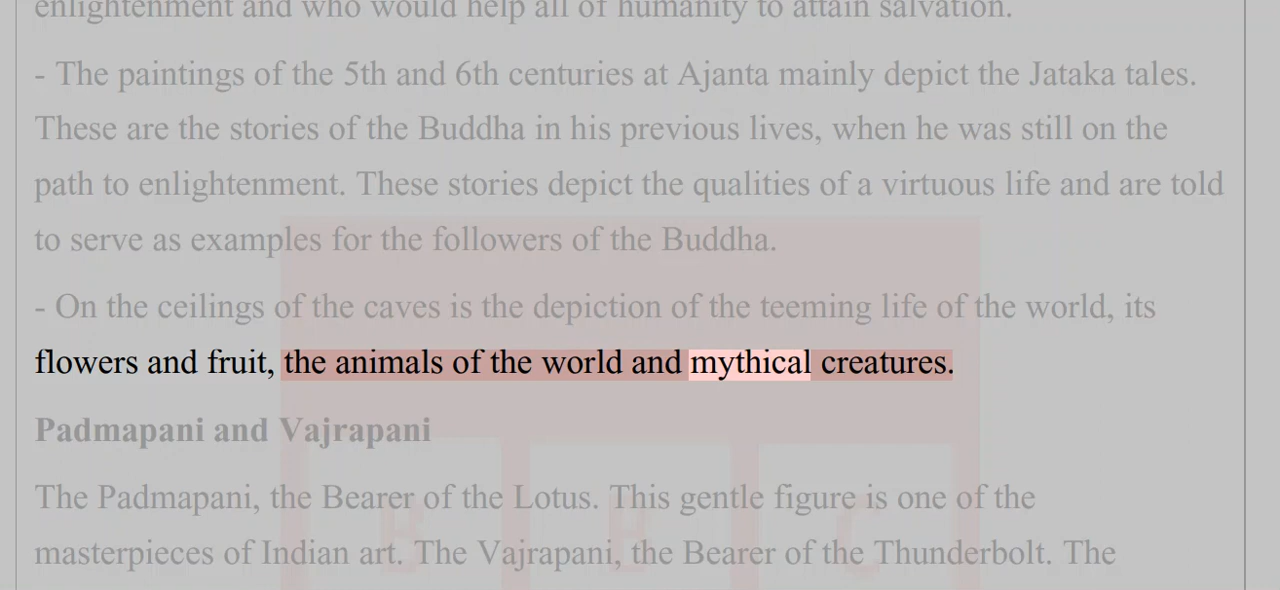 enlightenment and who would help all of humanity to attain salvation.
- The paintings of the 5th and 6th centuries at Ajanta mainly depict the Jataka tales.
These are the stories of the Buddha in his previous lives, when he was still on the
path to enlightenment. These stories depict the qualities of a virtuous life and are told
to serve as examples for the followers of the Buddha.
- On the ceilings of the caves is the depiction of the teeming life of the world, its
flowers and fruit, the animals of the world and mythical creatures.
Padmapani and Vajrapani
The Padmapani, the Bearer of the Lotus. This gentle figure is one of the
masterpieces of Indian art. The Vajrapani, the Bearer of the Thunderbolt. The